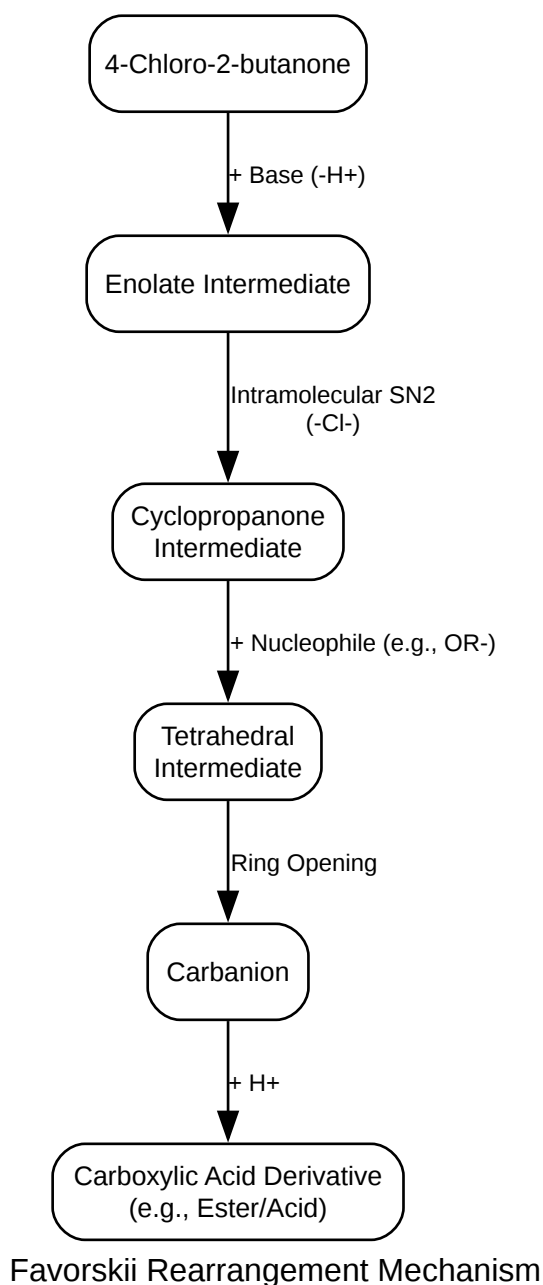 4-Chloro-2-butanone
+ Base (-H+)
Enolate Intermediate
Intramolecular SN2
(-Cl-)
Cyclopropanone
Intermediate
+ Nucleophile (e.g., OR-)
Tetrahedral
Intermediate
Ring Opening
Carbanion
+ H+
Carboxylic Acid Derivative
(e.g., Ester/Acid)
Favorskii Rearrangement Mechanism